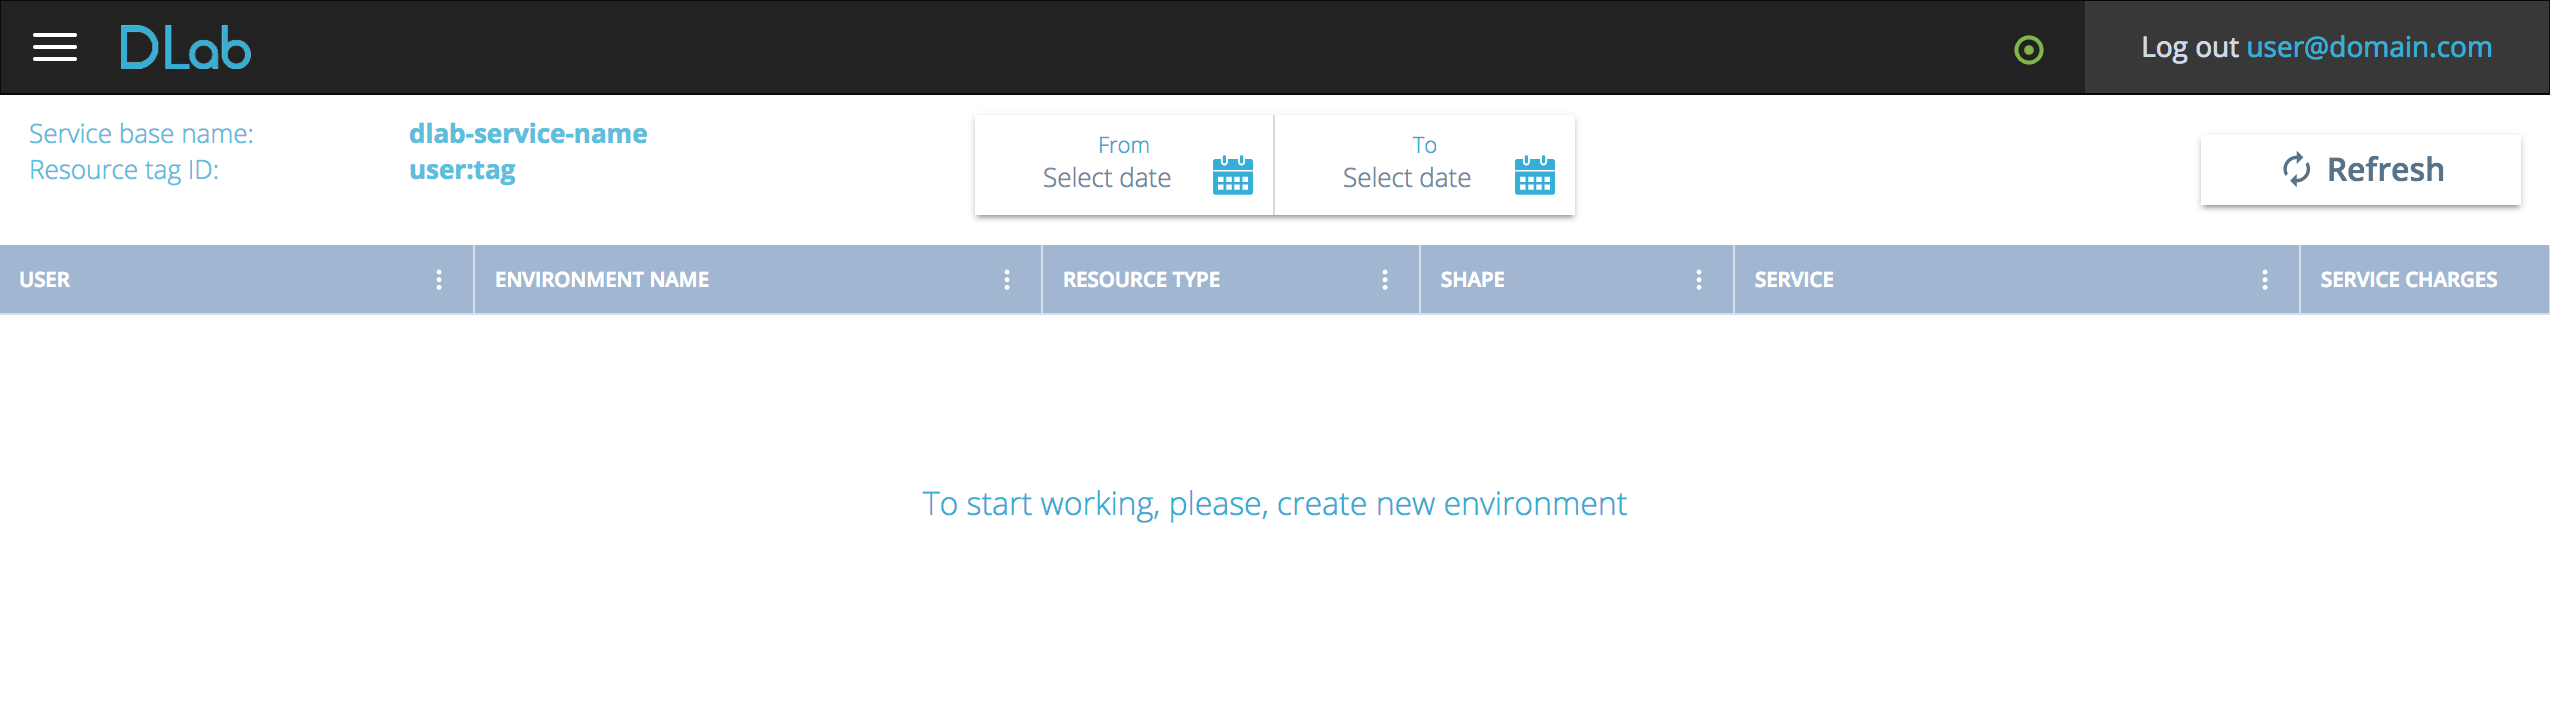 DLab
Log out user@domain.com
Service base name: dlab-service-name
Resource tag ID: user:tag
From
Select date
To
Select date
Refresh
USER ENVIRONMENT NAME RESOURCE TYPE SHAPE SERVICE SERVICE CHARGES
To start working, please, create new environment